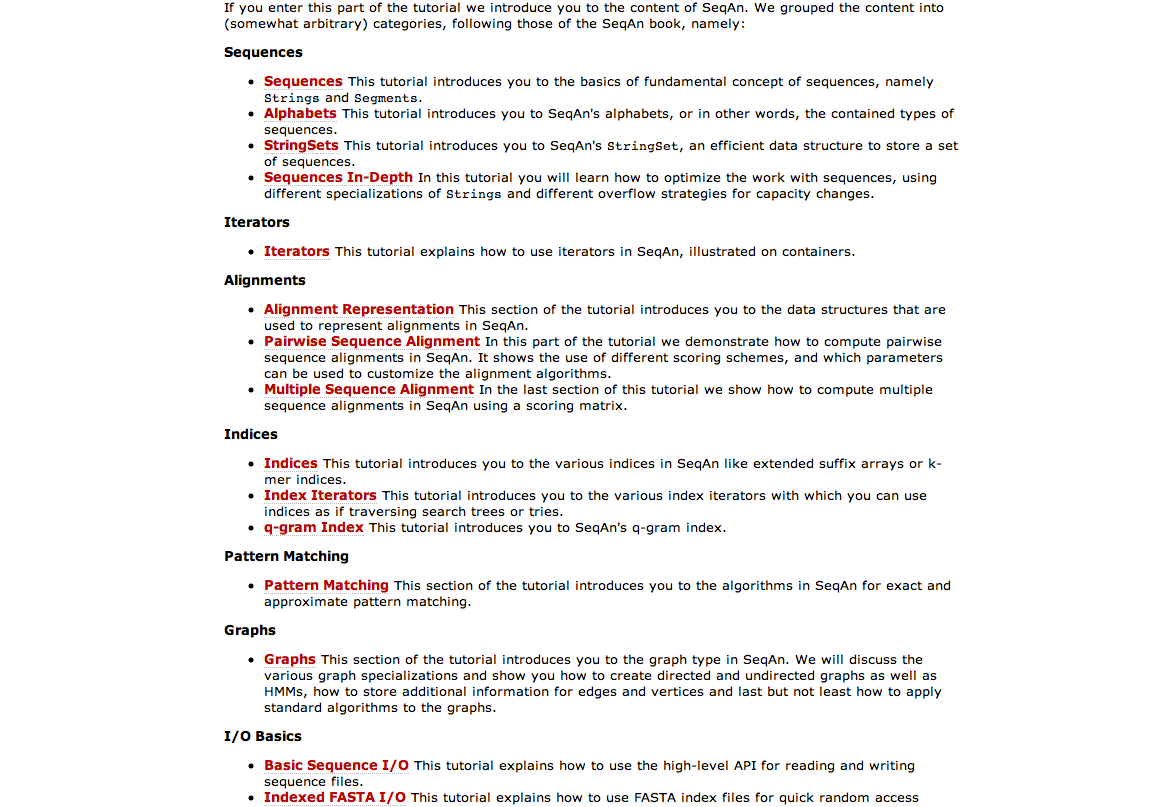 If you enter this part of the tutorial we introduce you to the content of SeqAn. We grouped the content into
(somewhat arbitrary) categories, following those of the SeqAn book, namely:
Sequences
Sequences This tutorial introduces you to the basics of fundamental concept of sequences, namely
Strings and Segments.
Alphabets This tutorial introduces you to SeqAn's alphabets, or in other words, the contained types of
sequences.
StringSets This tutorial introduces you to SeqAn's StringSet, an efficient data structure to store a set
of sequences.
Sequences In-Depth In this tutorial you will learn how to optimize the work with sequences, using
different specializations of Strings and different overflow strategies for capacity changes.
Iterators
Iterators This tutorial explains how to use iterators in SeqAn, illustrated on containers.
Alignments
Alignment Representation This section of the tutorial introduces you to the data structures that are
used to represent alignments in SeqAn.
Pairwise Sequence Alignment In this part of the tutorial we demonstrate how to compute pairwise
sequence alignments in SeqAn. It shows the use of different scoring schemes, and which parameters
can be used to customize the alignment algorithms.
Multiple Sequence Alignment In the last section of this tutorial we show how to compute multiple
sequence alignments in SeqAn using a scoring matrix.
Indices
Indices This tutorial introduces you to the various indices in SeqAn like extended suffix arrays or k-
mer indices.
Index Iterators This tutorial introduces you to the various index iterators with which you can use
indices as if traversing search trees or tries.
q-gram Index This tutorial introduces you to SeqAn's q-gram index.
Pattern Matching
Pattern Matching This section of the tutorial introduces you to the algorithms in SeqAn for exact and
approximate pattern matching.
Graphs
Graphs This section of the tutorial introduces you to the graph type in SeqAn. We will discuss the
various graph specializations and show you how to create directed and undirected graphs as well as
HMMs, how to store additional information for edges and vertices and last but not least how to apply
standard algorithms to the graphs.
I/O Basics
Basic Sequence I/O This tutorial explains how to use the high-level API for reading and writing
sequence files.
Indexed FASTA I/O This tutorial explains how to use FASTA index files for quick random access